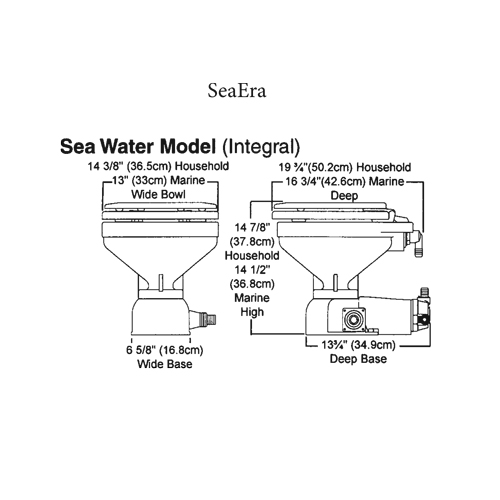 SeaEra
Sea Water Model (Integral)
14 3/8" (36.5cm) Household
13" (33cm) Marine
Wide Bowl
19 ¾"(50.2cm) Household
16 3/4"(42.6cm) Marine
Deep
14 7/8"
(37.8cm)
Household
14 1/2"
(36.8cm)
Marine
High
6 5/8" (16.8cm)
Wide Base
13¾" (34.9cm)
Deep Base